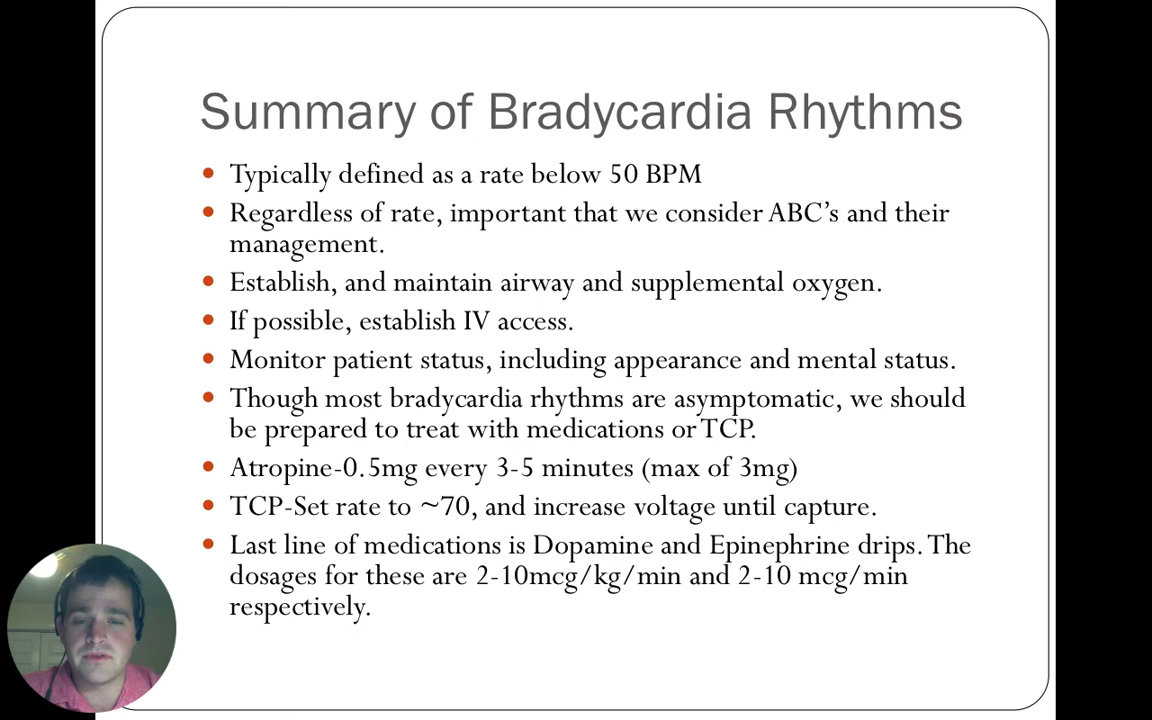 Summary of Bradycardia Rhythms
Typically defined as a rate below 50 BPM
Regardless of rate, important that we consider ABC's and their
management.
Establish, and maintain airway and supplemental oxygen.
If possible, establish IV access.
Monitor patient status, including appearance and mental status.
Though most bradycardia rhythms are asymptomatic, we should
be prepared to treat with medications or TCP.
Atropine-0.5mg every 3-5 minutes (max of 3mg)
TCP-Set rate to ~70, and increase voltage until capture.
Last line of medications is Dopamine and Epinephrine drips. The
dosages for these are 2-10mcg/kg/min and 2-10 mcg/min
respectively.